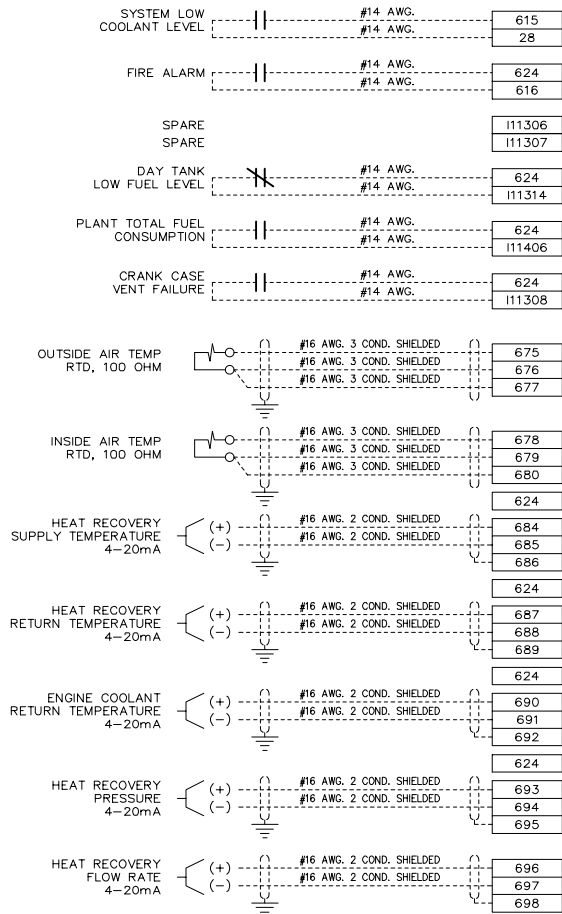 SYSTEM LOW
COOLANT LEVEL
#14 AWG.
#14 AWG.
615
28
FIRE ALARM
#14 AWG.
#14 AWG.
624
616
SPARE
SPARE
I11306
I11307
DAY TANK
LOW FUEL LEVEL
#14 AWG.
#14 AWG.
624
I11314
PLANT TOTAL FUEL
CONSUMPTION
#14 AWG.
#14 AWG.
624
I11406
CRANK CASE
VENT FAILURE
#14 AWG.
#14 AWG.
624
I11308
OUTSIDE AIR TEMP
RTD, 100 OHM
#16 AWG. 3 COND. SHIELDED
#16 AWG. 3 COND. SHIELDED
#16 AWG. 3 COND. SHIELDED
675
676
677
INSIDE AIR TEMP
RTD, 100 OHM
#16 AWG. 3 COND. SHIELDED
#16 AWG. 3 COND. SHIELDED
#16 AWG. 3 COND. SHIELDED
678
679
680
624
HEAT RECOVERY
SUPPLY TEMPERATURE
4-20mA
(+)
(-)
#16 AWG. 2 COND. SHIELDED
#16 AWG. 2 COND. SHIELDED
684
685
686
624
HEAT RECOVERY
RETURN TEMPERATURE
4-20mA
(+)
(-)
#16 AWG. 2 COND. SHIELDED
#16 AWG. 2 COND. SHIELDED
687
688
689
624
ENGINE COOLANT
RETURN TEMPERATURE
4-20mA
(+)
(-)
#16 AWG. 2 COND. SHIELDED
#16 AWG. 2 COND. SHIELDED
690
691
692
624
HEAT RECOVERY
PRESSURE
4-20mA
(+)
(-)
#16 AWG. 2 COND. SHIELDED
#16 AWG. 2 COND. SHIELDED
693
694
695
HEAT RECOVERY
FLOW RATE
4-20mA
(+)
(-)
#16 AWG. 2 COND. SHIELDED
#16 AWG. 2 COND. SHIELDED
696
697
698